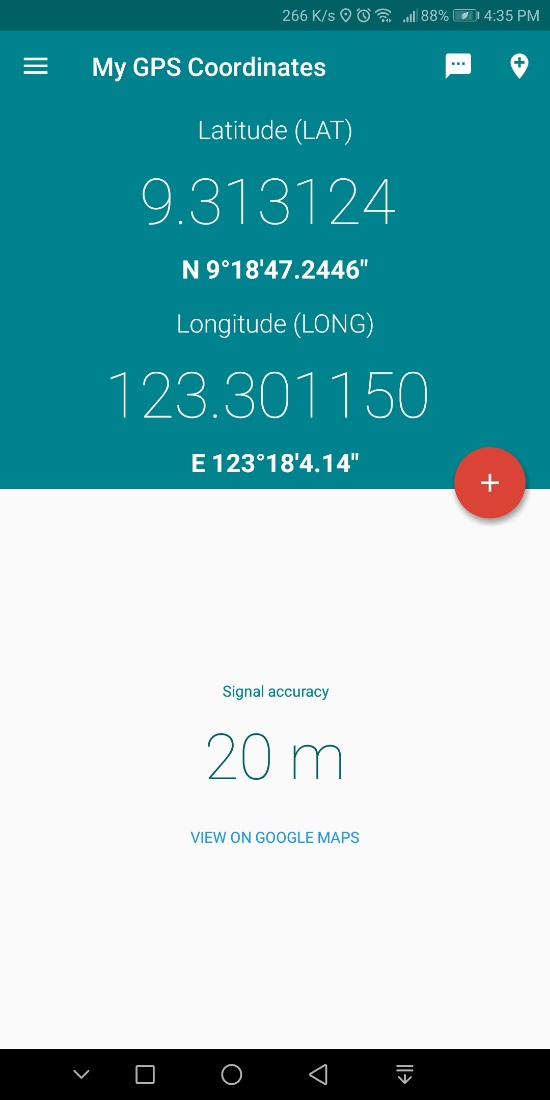 266 K/s 88% 4:35 PM
My GPS Coordinates
Latitude (LAT)
9.313124
N 9°18'47.2446"
Longitude (LONG)
123.301150
E 123°18'4.14"
+
Signal accuracy
20 m
VIEW ON GOOGLE MAPS